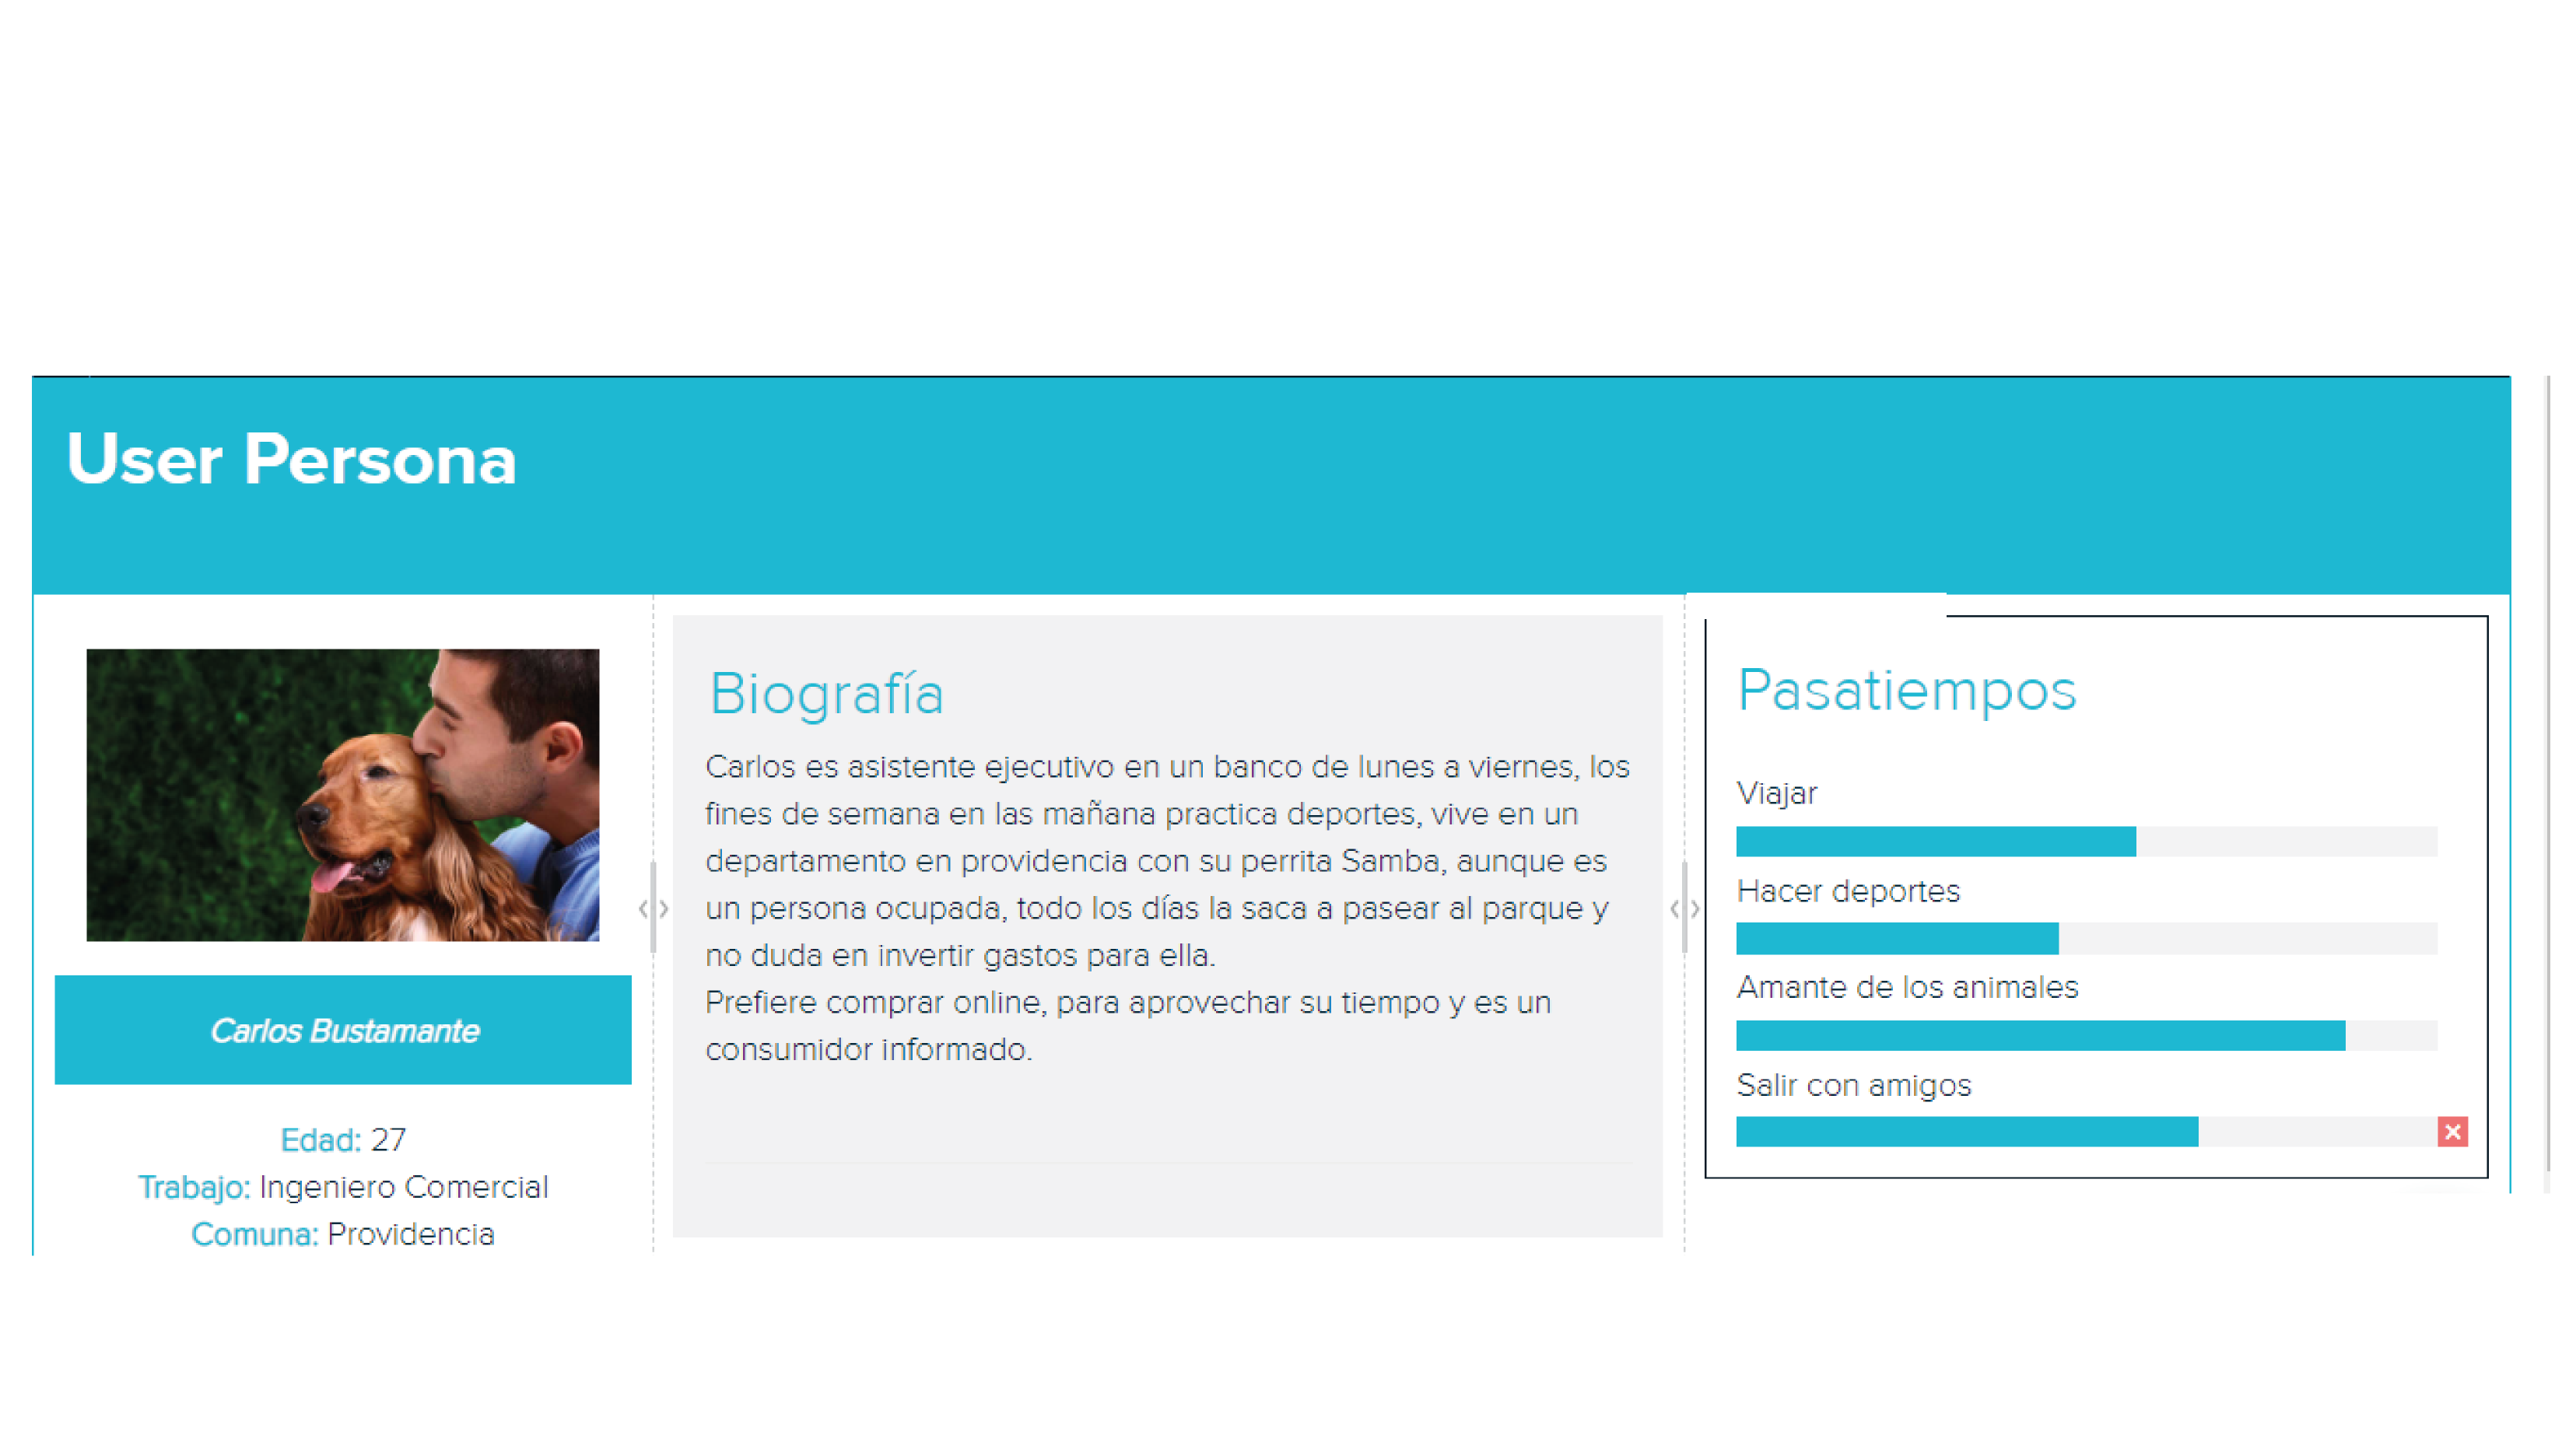 User Persona
Carlos Bustamante
Edad: 27
Trabajo: Ingeniero Comercial
Comuna: Providencia
Biografía
Carlos es asistente ejecutivo en un banco de lunes a viernes, los
fines de semana en las mañana practica deportes, vive en un
departamento en providencia con su perrita Samba, aunque es
un persona ocupada, todo los días la saca a pasear al parque y
no duda en invertir gastos para ella.
Prefiere comprar online, para aprovechar su tiempo y es un
consumidor informado.
Pasatiempos
Viajar
Hacer deportes
Amante de los animales
Salir con amigos